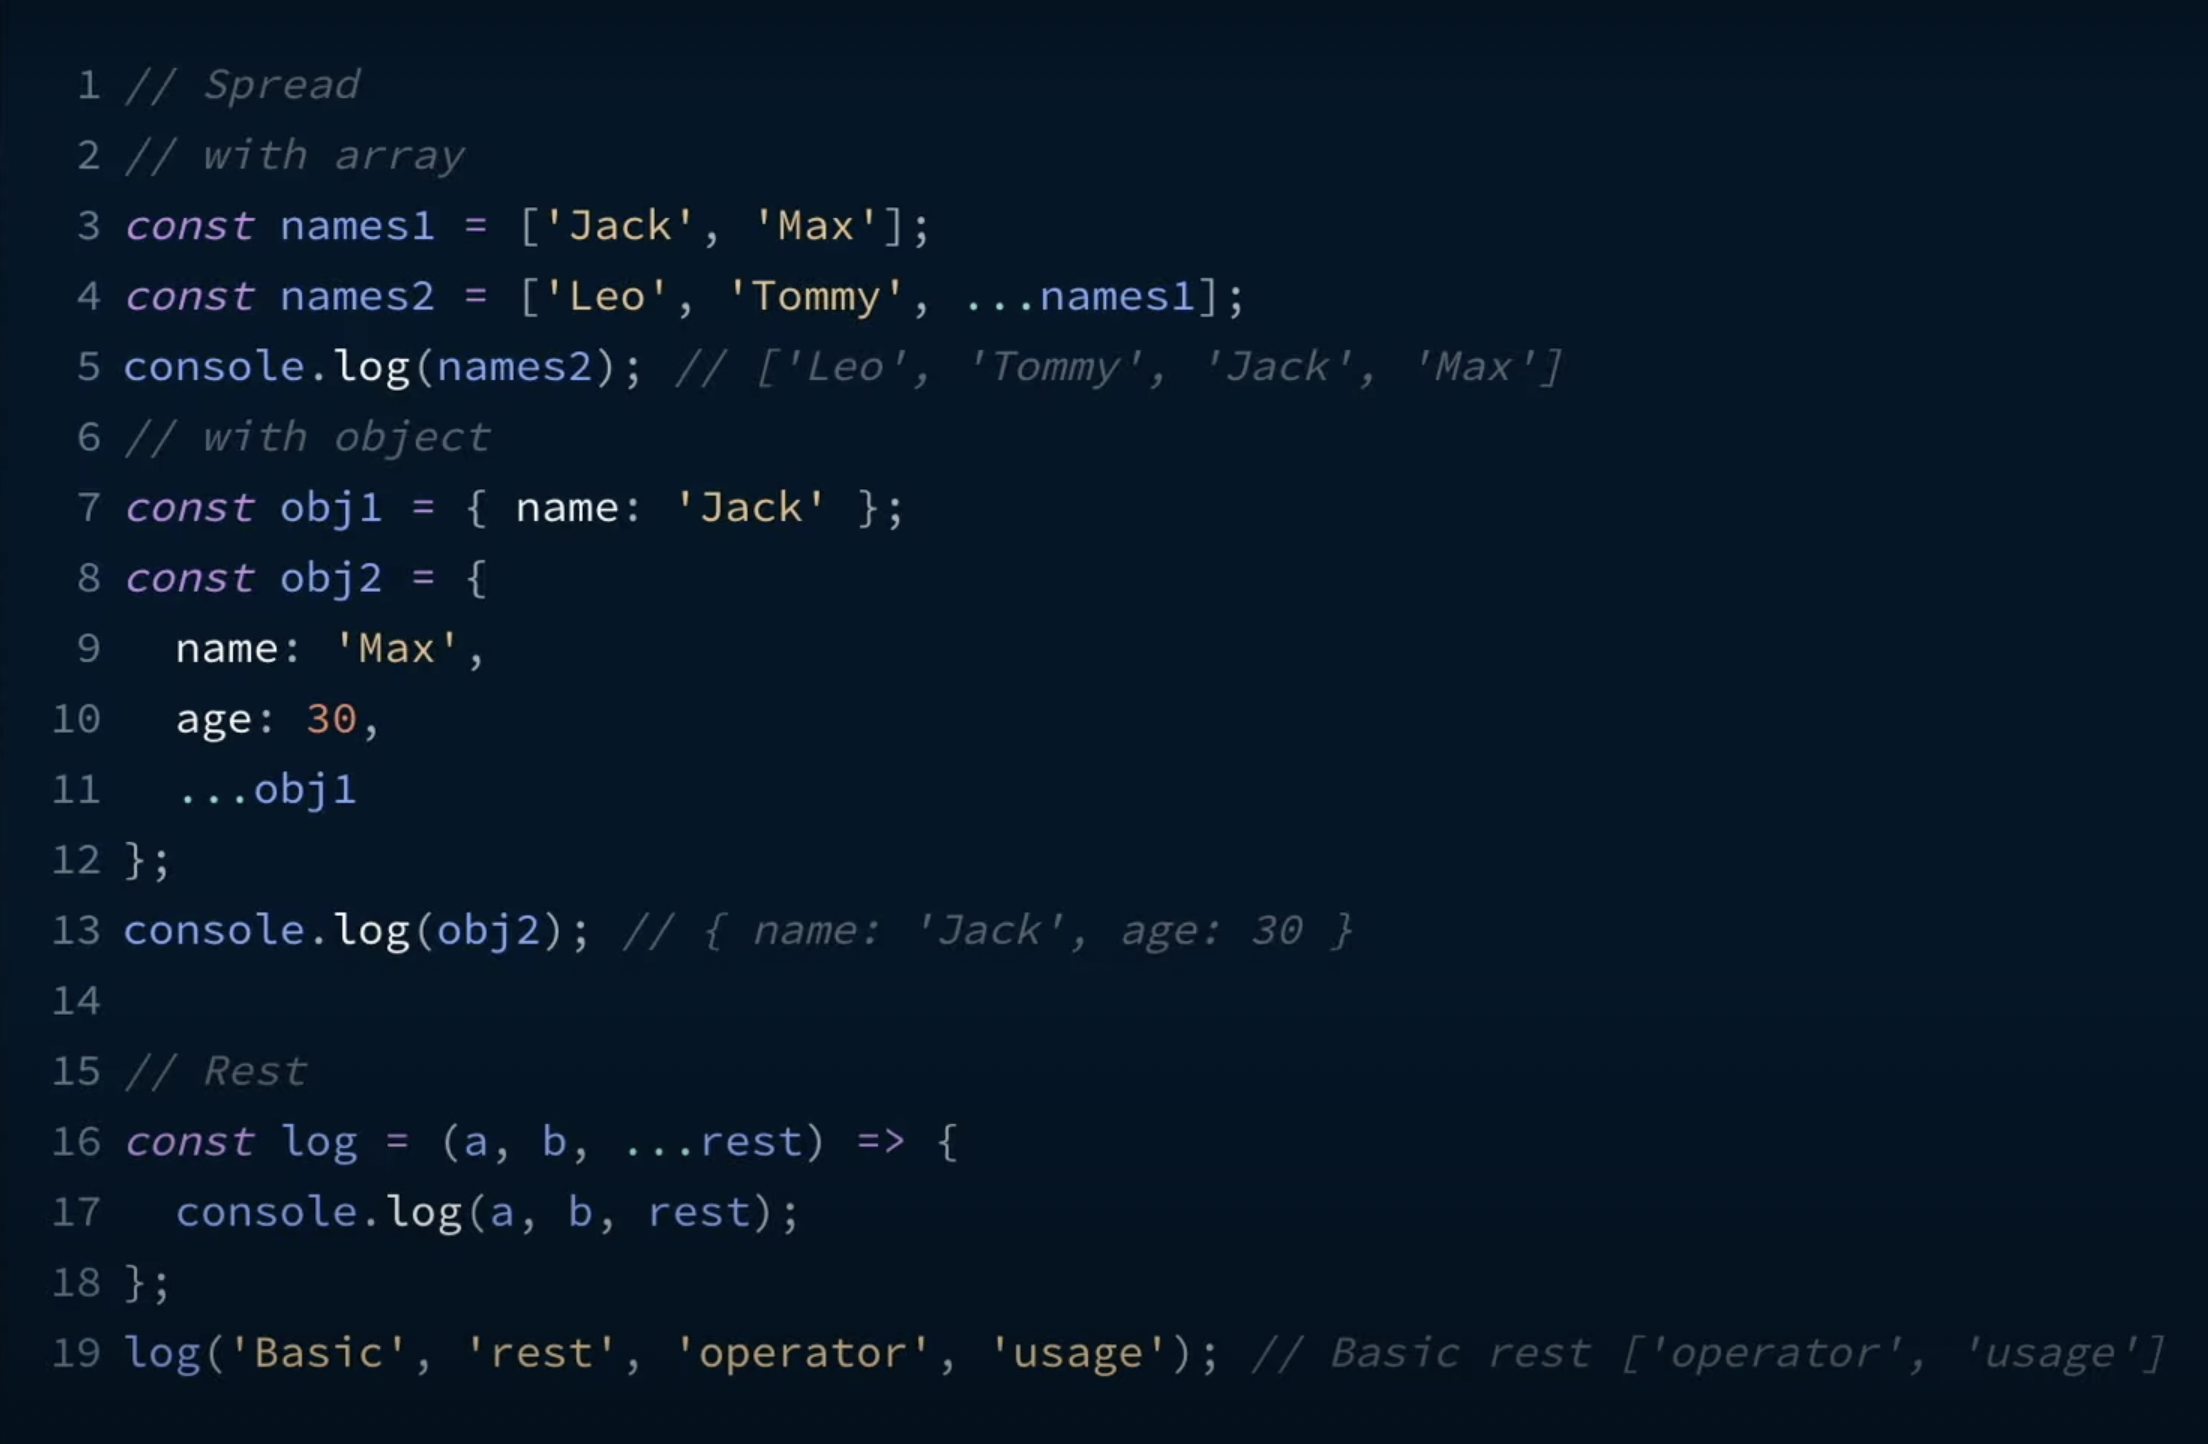 1 // Spread
2 // with array
3 const names1 = ['Jack', 'Max'];
4 const names2 = ['Leo', 'Tommy', ...names1];
5 console.log(names2); // ['Leo', 'Tommy', 'Jack', 'Max']
6 // with object
7 const obj1 = { name: 'Jack' };
8 const obj2 = {
9   name: 'Max',
10   age: 30,
11   ...obj1
12 };
13 console.log(obj2); // { name: 'Jack', age: 30 }
14
15 // Rest
16 const log = (a, b, ...rest) => {
17   console.log(a, b, rest);
18 };
19 log('Basic', 'rest', 'operator', 'usage'); // Basic rest ['operator', 'usage']